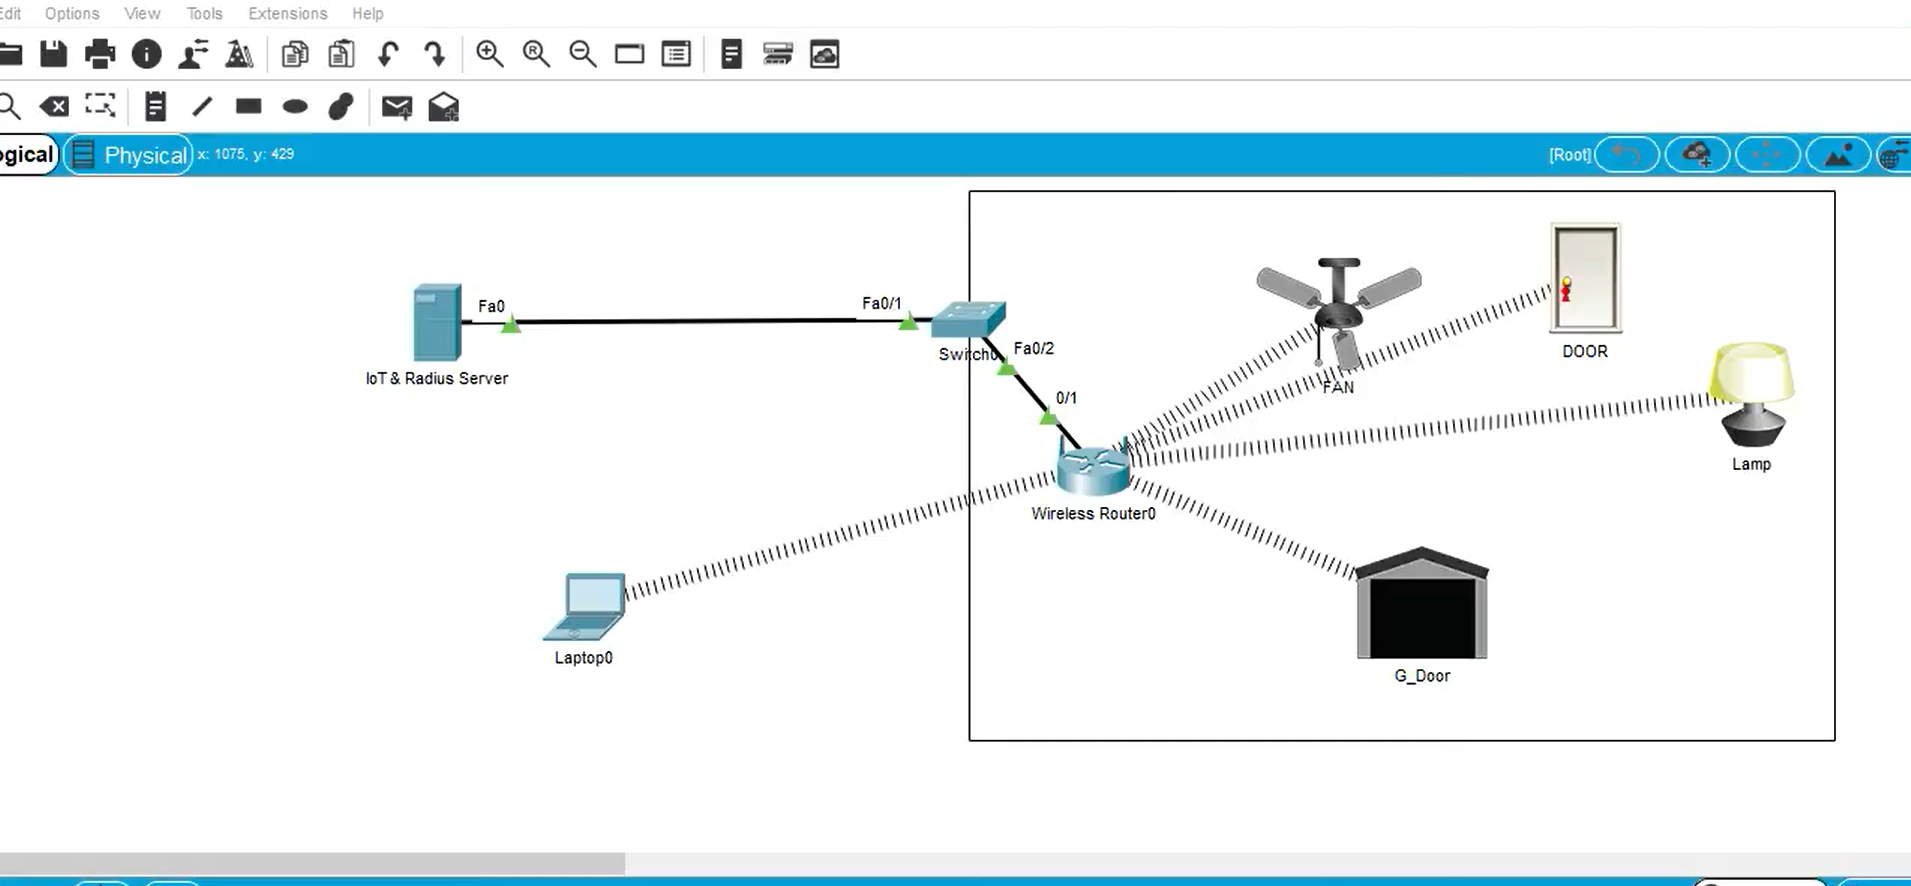 Edit Options View Tools Extensions Help
ogical Physical x: 1075, y: 429 [Root]
Fa0
Fa0/1
IoT & Radius Server
Switch0
Fa0/2
0/1
Wireless Router0
Laptop0
FAN
DOOR
Lamp
G_Door